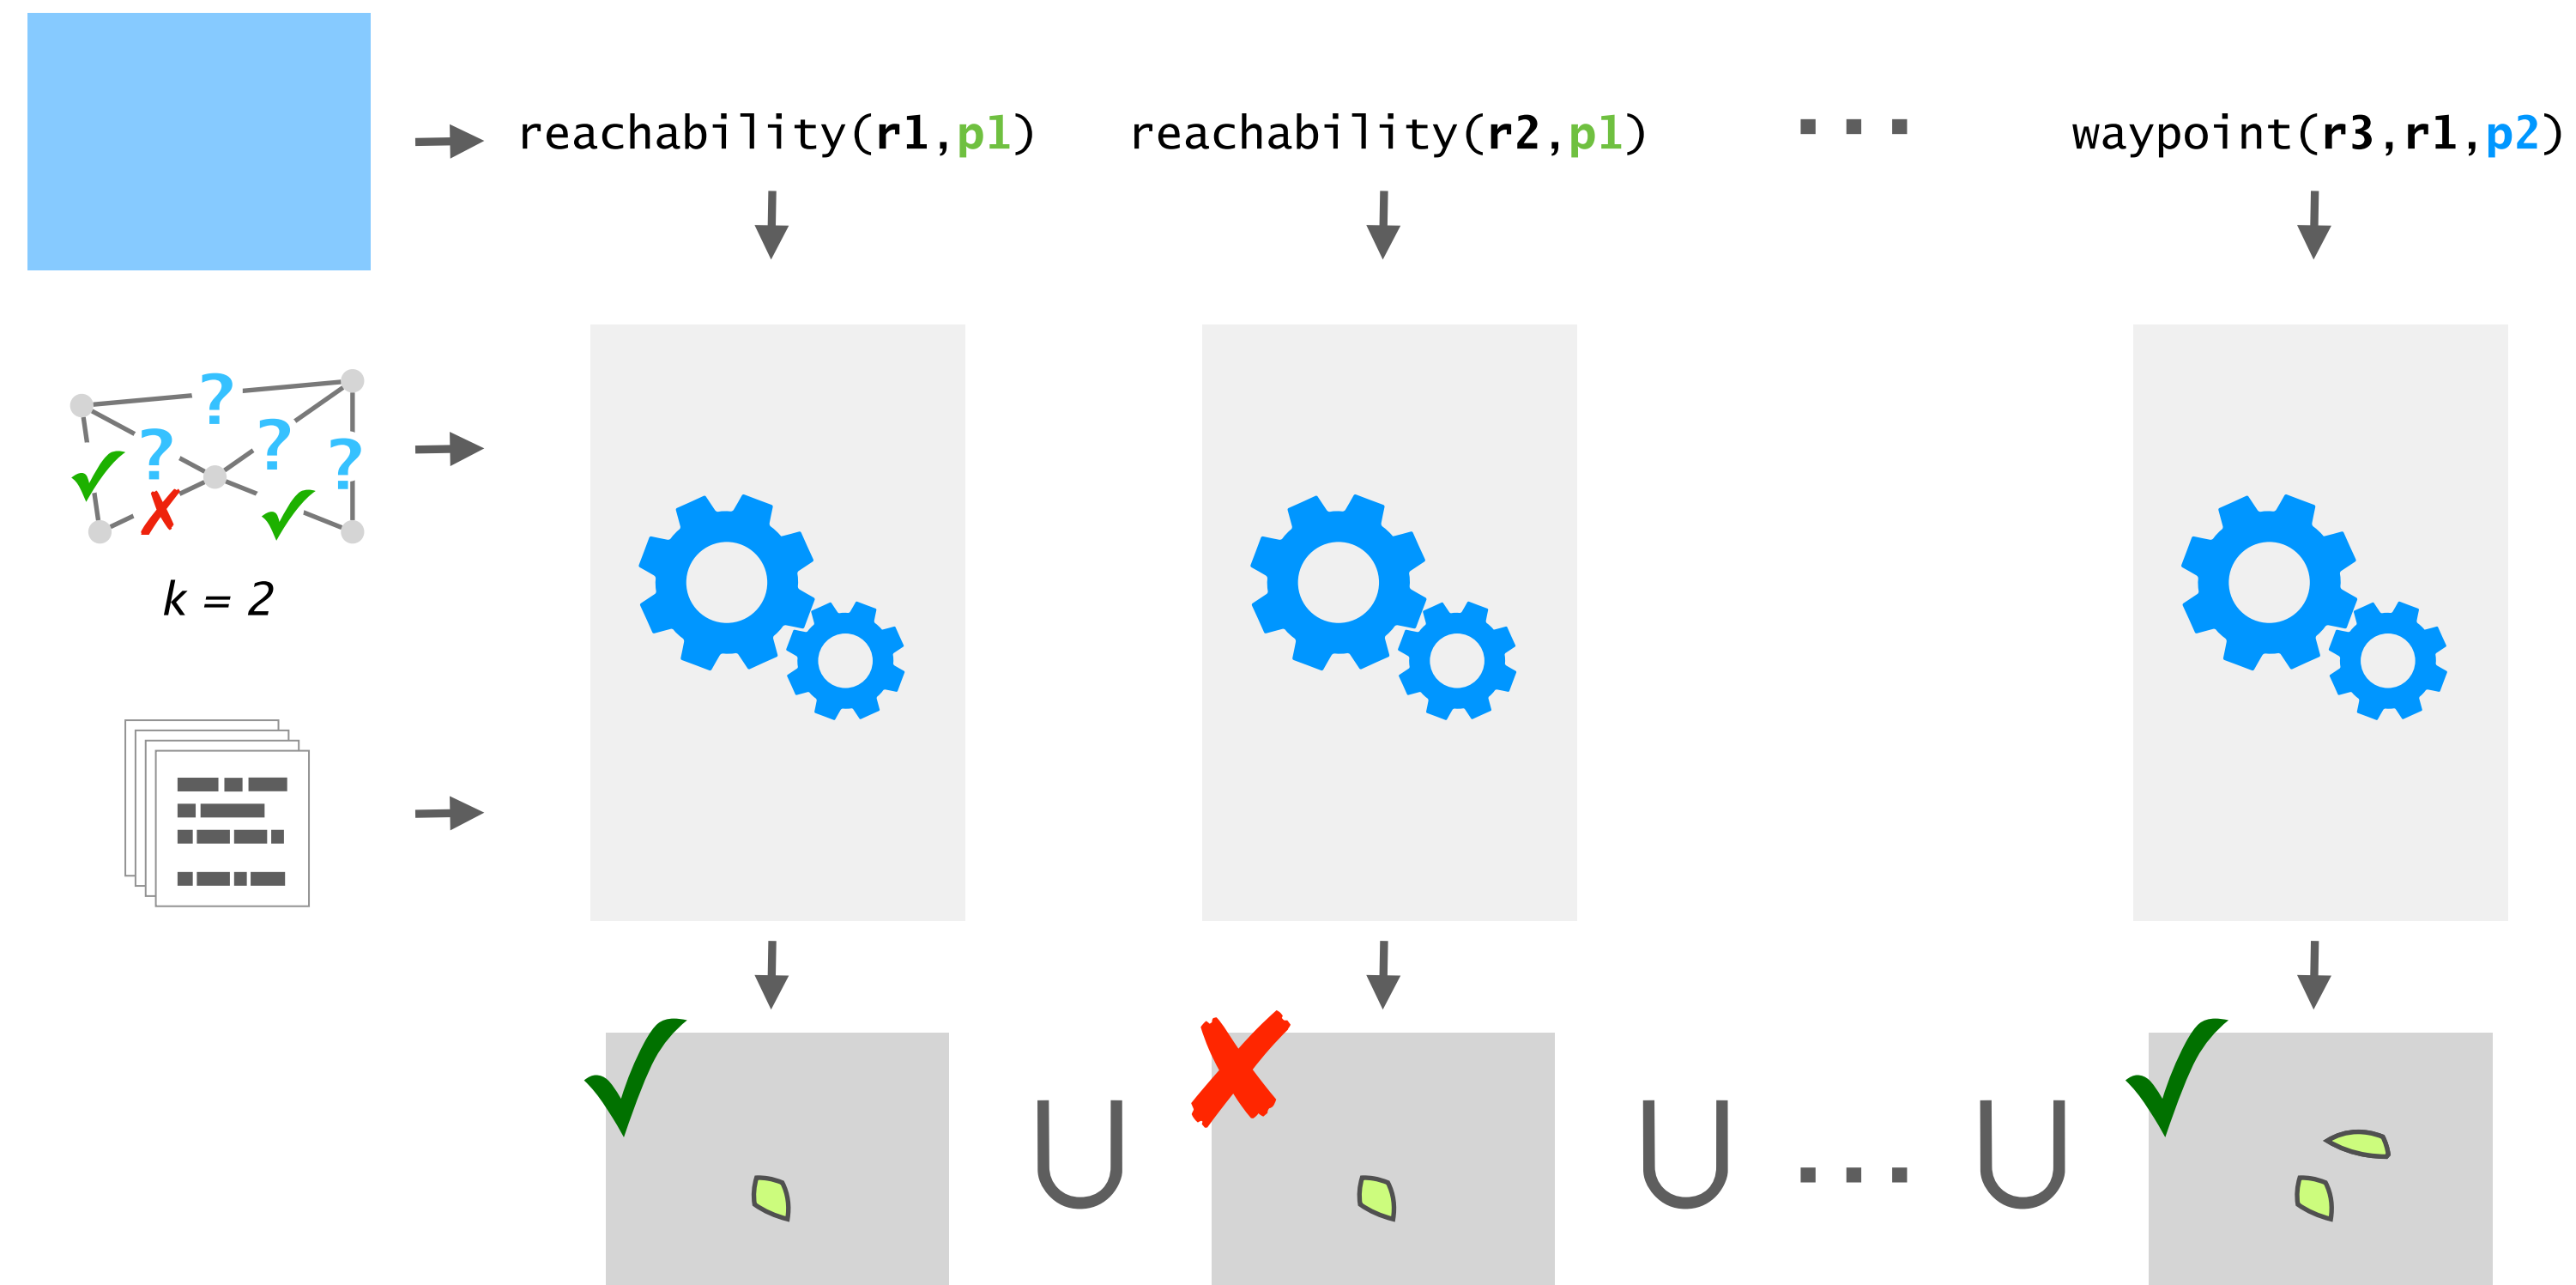 reachability(r1,p1) reachability(r2,p1) ... waypoint(r3,r1,p2)
? ? ? ?
k = 2
∪ ∪ ... ∪